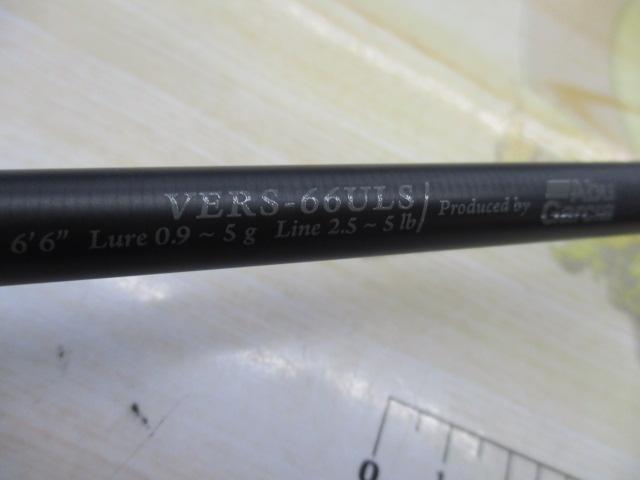 VERS-66ULS
6'6" Lure 0.9 ~ 5 g Line 2.5 ~ 5 lb
Produced by
Abu
Garcia
0